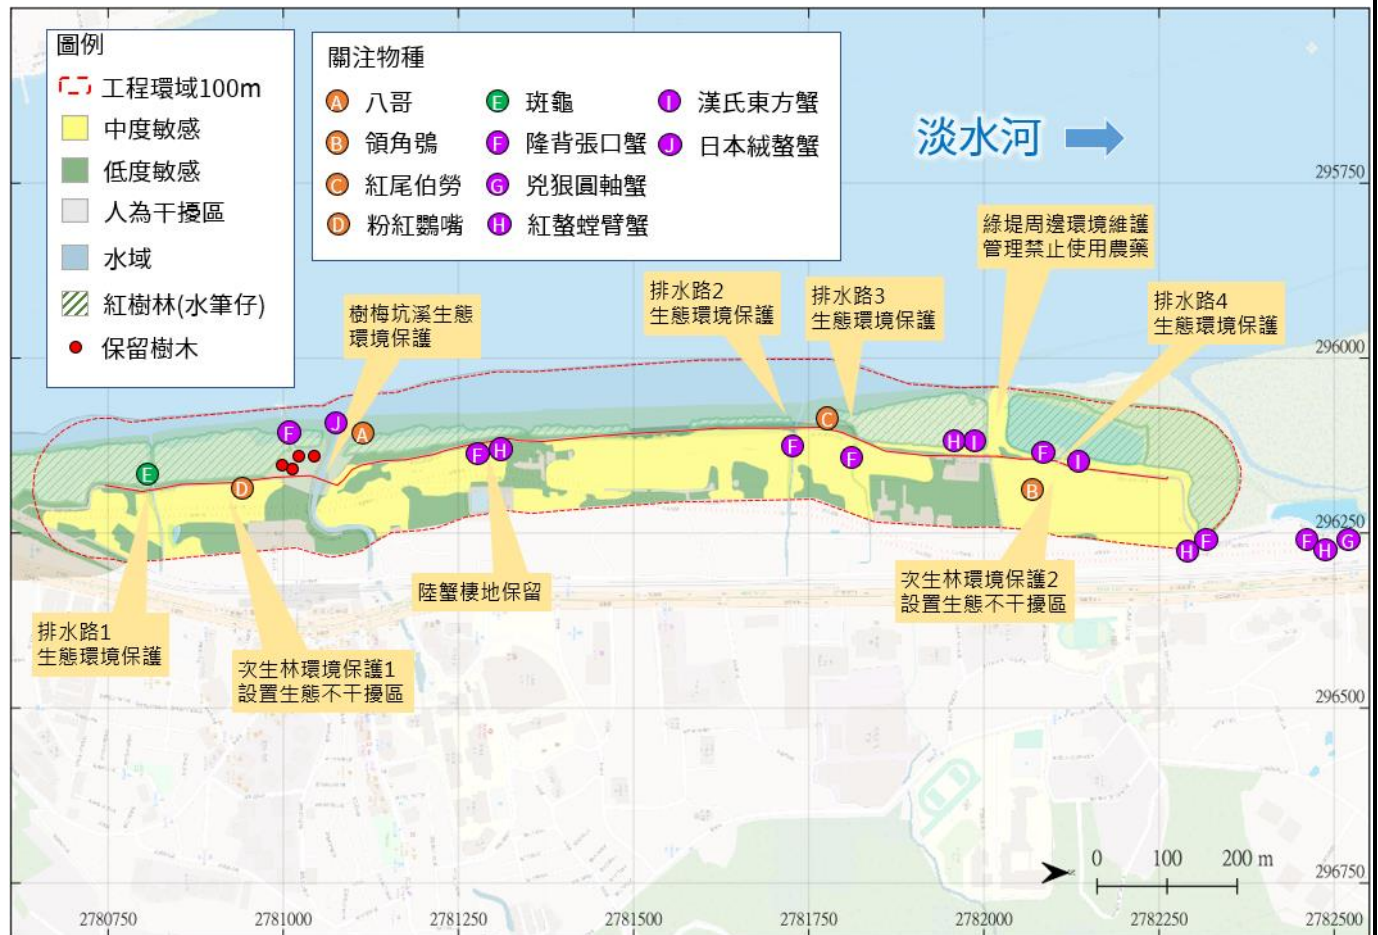 圖例
工程環域100m
中度敏感
低度敏感
人為干擾區
水域
紅樹林(水筆仔)
保留樹木
關注物種
A 八哥
B 領角鴞
C 紅尾伯勞
D 粉紅鸚嘴
E 斑龜
F 隆背張口蟹
G 兇狠圓軸蟹
H 紅螯螳臂蟹
I 漢氏東方蟹
J 日本絨螯蟹
淡水河
295750
綠堤周邊環境維護
管理禁止使用農藥
排水路2
生態環境保護
排水路3
生態環境保護
排水路4
生態環境保護
樹梅坑溪生態
環境保護
296000
F
J
A
E
D
F
H
F
C
F
H
I
F
I
B
H
F
F
H
G
296250
陸蟹棲地保留
次生林環境保護2
設置生態不干擾區
排水路1
生態環境保護
次生林環境保護1
設置生態不干擾區
296500
0 100 200 m
296750
2780750 2781000 2781250 2781500 2781750 2782000 2782250 2782500